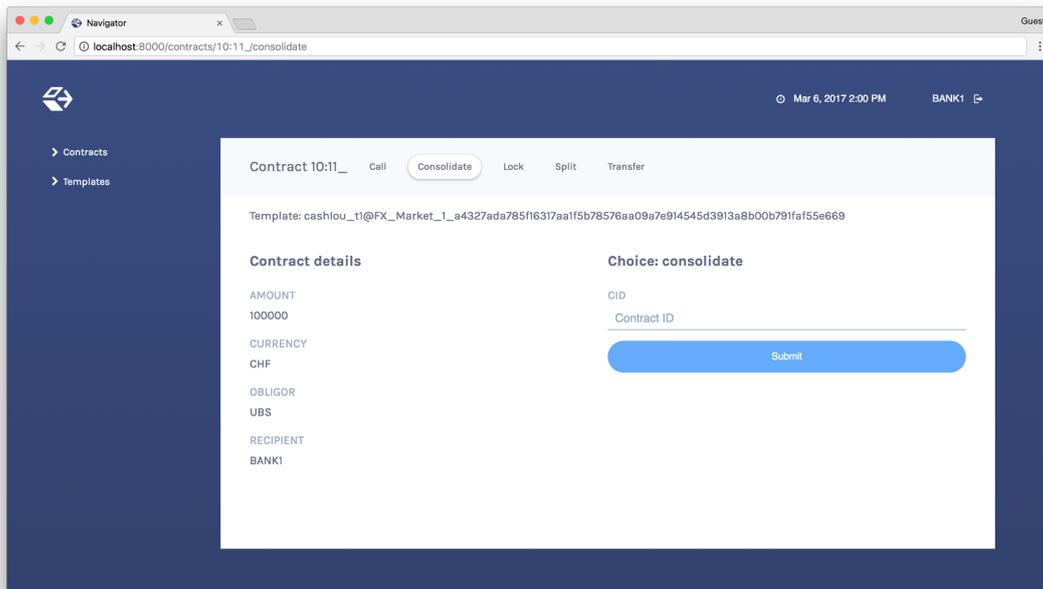 Navigator
Guest
localhost:8000/contracts/10:11_/consolidate
Mar 6, 2017 2:00 PM BANK1
Contracts
Templates
Contract 10:11_ Call Consolidate Lock Split Transfer
Template: cashIou_t1@FX_Market_1_a4327ada785f16317aa1f5b78576aa09a7e914545d3913a8b00b791faf55e669
Contract details
Choice: consolidate
AMOUNT
100000
CURRENCY
CHF
OBLIGOR
UBS
RECIPIENT
BANK1
CID
Contract ID
Submit